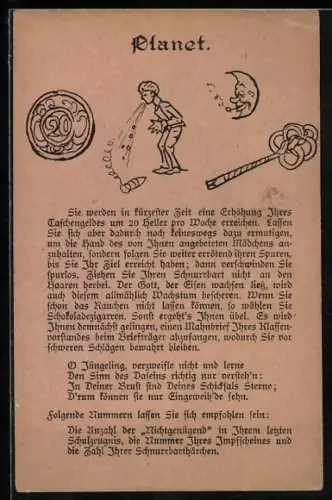 Planet.
20
Sie werden in kürzester Zeit eine Erhöhung Ihres
Taschengeldes um 20 Heller pro Woche erreichen. Lassen
Sie sich aber dadurch noch keineswegs dazu ermutigen,
um die Hand des von Ihnen angebeteten Mädchens an-
zuhalten, sondern folgen Sie weiter errötend ihren Spuren,
bis Sie Ihr Ziel erreicht haben; dann verschwinden Sie
spurlos. Ziehen Sie Ihren Schnurrbart nicht an den
Haaren herbei. Der Gott, der Eisen wachsen ließ, wird
auch diesem allmählich Wachstum bescherten. Wenn Sie
schon das Rauchen nicht lassen können, so wählen Sie
Schokoladezigarren. Sonst ergeht's Ihnen übel. Es wird
Ihnen demnächst gelingen, einen Mahnbrief Ihres Klassen-
vorstandes beim Briefträger abzufangen, wodurch Sie vor
schweren Schlägen bewahrt bleiben.
O Jüngeling, verzweifle nicht und lerne
Den Sinn des Daseins richtig nur versteh'n:
In Deiner Brust sind Deines Schicksals Sterne;
D'rum können sie nur Eingeweih'de sehn.
Folgende Nummern lassen Sie sich empfohlen sein:
Die Anzahl der „Nichtgenügend" in Ihrem letzten
Schulzeugnis, die Nummer Ihres Impfscheines und
die Zahl Ihrer Schnurrbarthärchen.